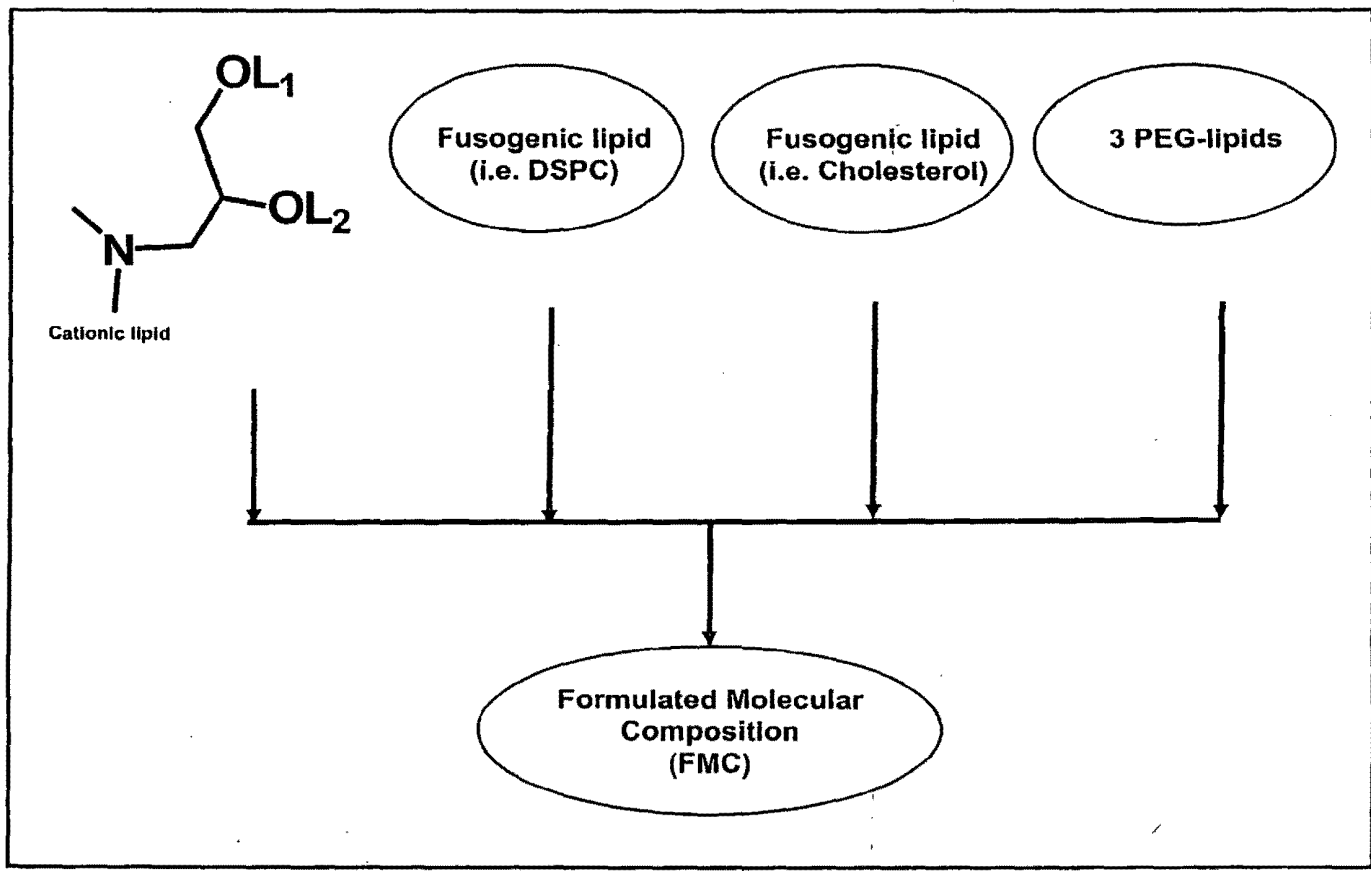 OL₁
OL₂
N
Cationic lipid
Fusogenic lipid
(i.e. DSPC)
Fusogenic lipid
(i.e. Cholesterol)
3 PEG-lipids
Formulated Molecular
Composition
(FMC)